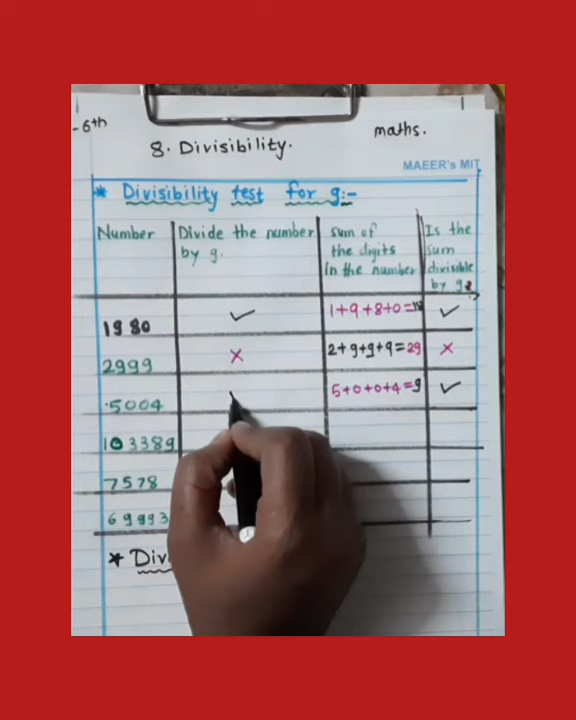 -6th
maths.
8. Divisibility.
MAEER's MIT
* Divisibility test for 9:-
Number
Divide the number by 9.
sum of the digits in the number
Is the sum divisible by 9?
1980 ✓ 1+9+8+0=18 ✓
2999 × 2+9+9+9=29 ×
5004 5+0+0+4=9 ✓
103389
7578
69993
* Div